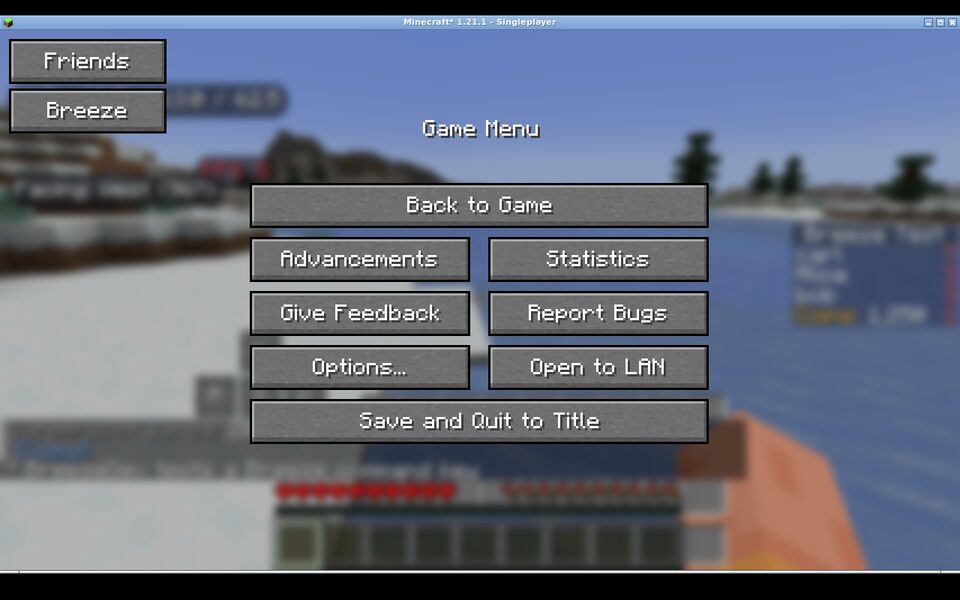 Minecraft* 1.21.1 - Singleplayer
Friends
Breeze
Game Menu
Back to Game
Advancements
Statistics
Give Feedback
Report Bugs
Options...
Open to LAN
Save and Quit to Title